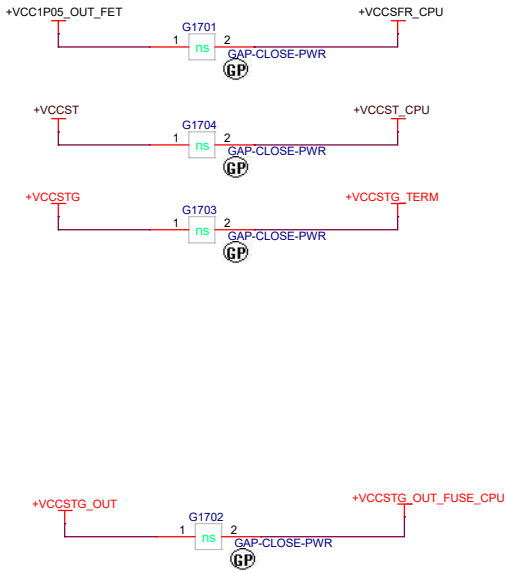 +VCC1P05_OUT_FET +VCCSFR_CPU
G1701
1 ns 2
GAP-CLOSE-PWR
GP
+VCCST +VCCST_CPU
G1704
1 ns 2
GAP-CLOSE-PWR
GP
+VCCSTG +VCCSTG_TERM
G1703
1 ns 2
GAP-CLOSE-PWR
GP
+VCCSTG_OUT +VCCSTG_OUT_FUSE_CPU
G1702
1 ns 2
GAP-CLOSE-PWR
GP